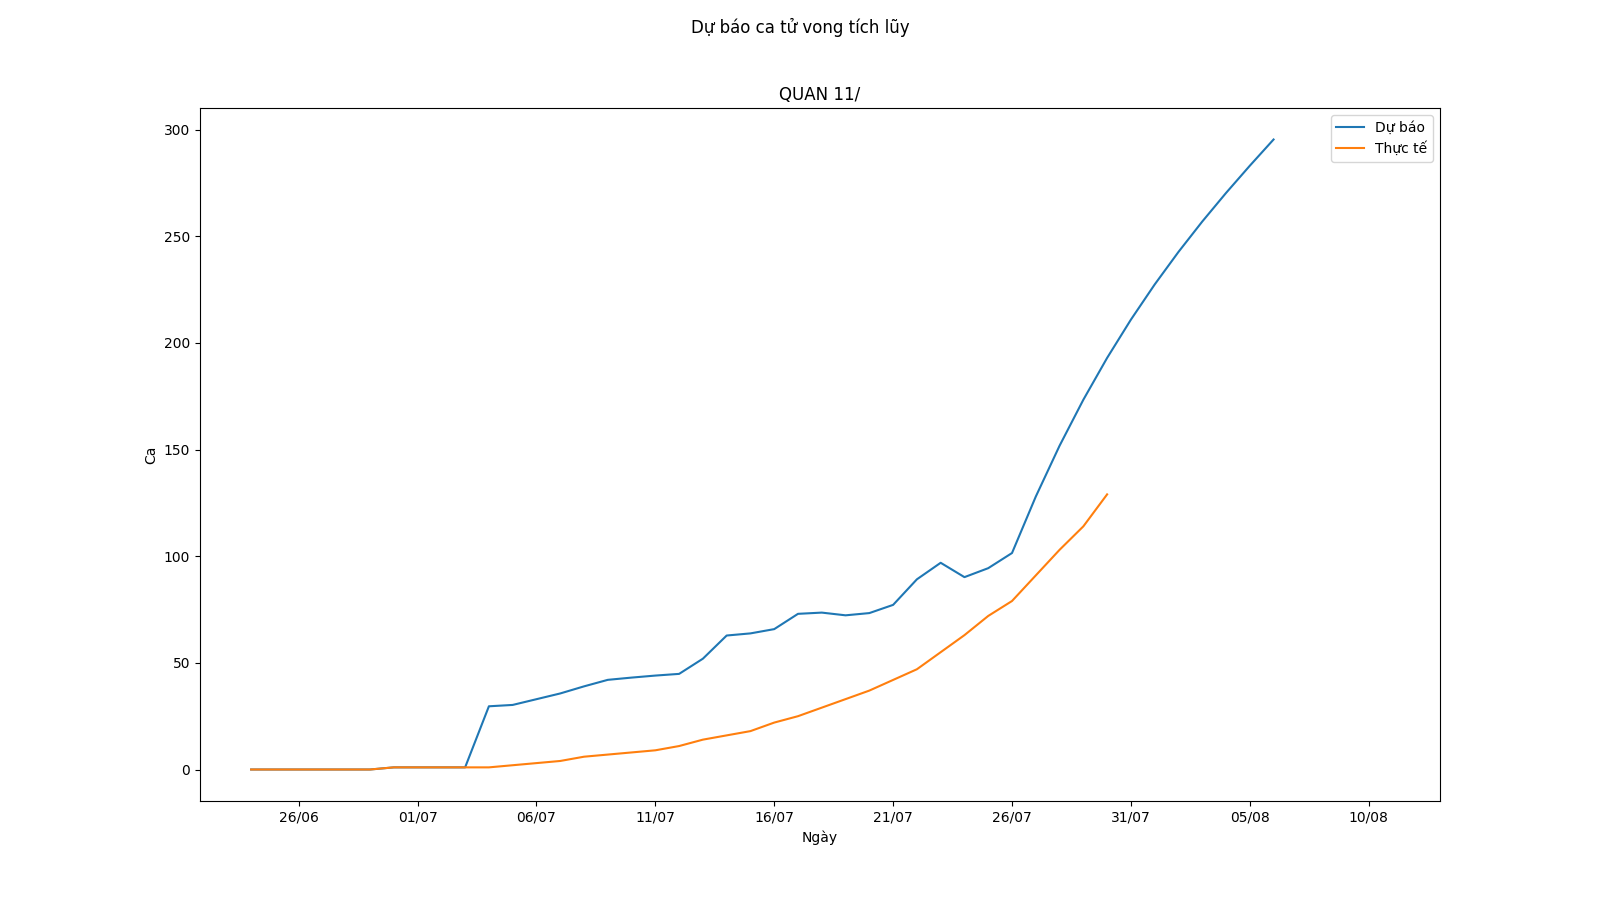 Dự báo ca tử vong tích lũy
QUAN 11/
Dự báo
Thực tế
300
250
200
150
100
50
0
Ca
26/06 01/07 06/07 11/07 16/07 21/07 26/07 31/07 05/08 10/08
Ngày